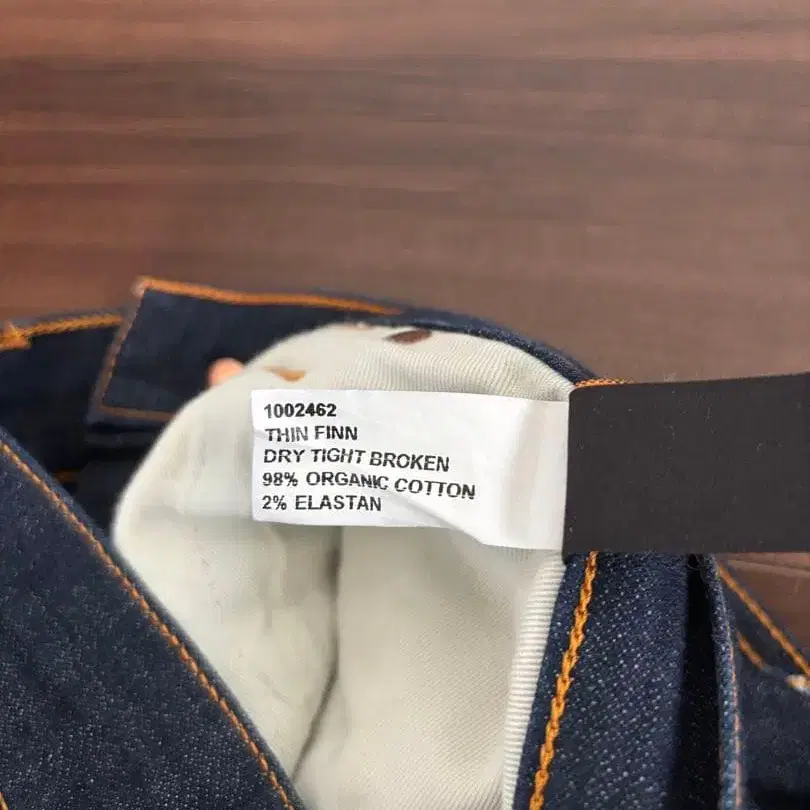 1002462
THIN FINN
DRY TIGHT BROKEN
98% ORGANIC COTTON
2% ELASTAN